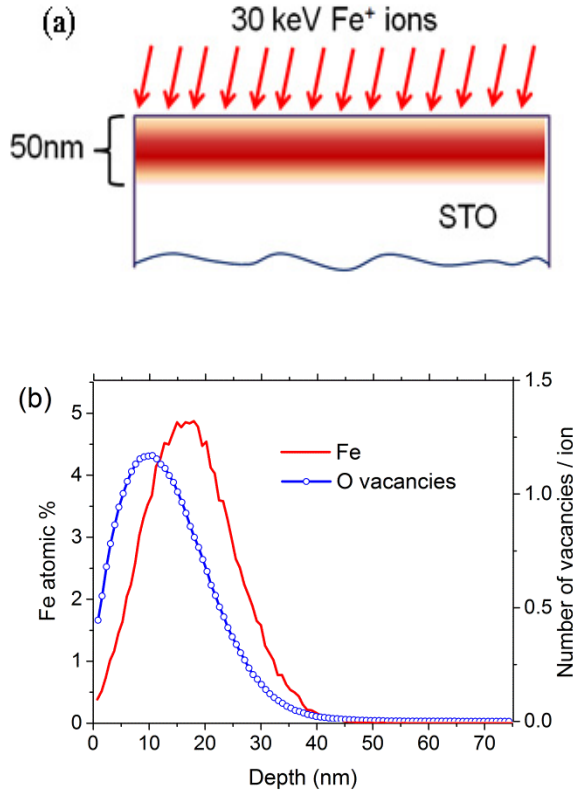 (a)
30 keV Fe⁺ ions
50nm
STO
(b)
Fe
O vacancies
Fe atomic %
0
1
2
3
4
5
Number of vacancies / ion
0.0
0.5
1.0
1.5
0 10 20 30 40 50 60 70
Depth (nm)